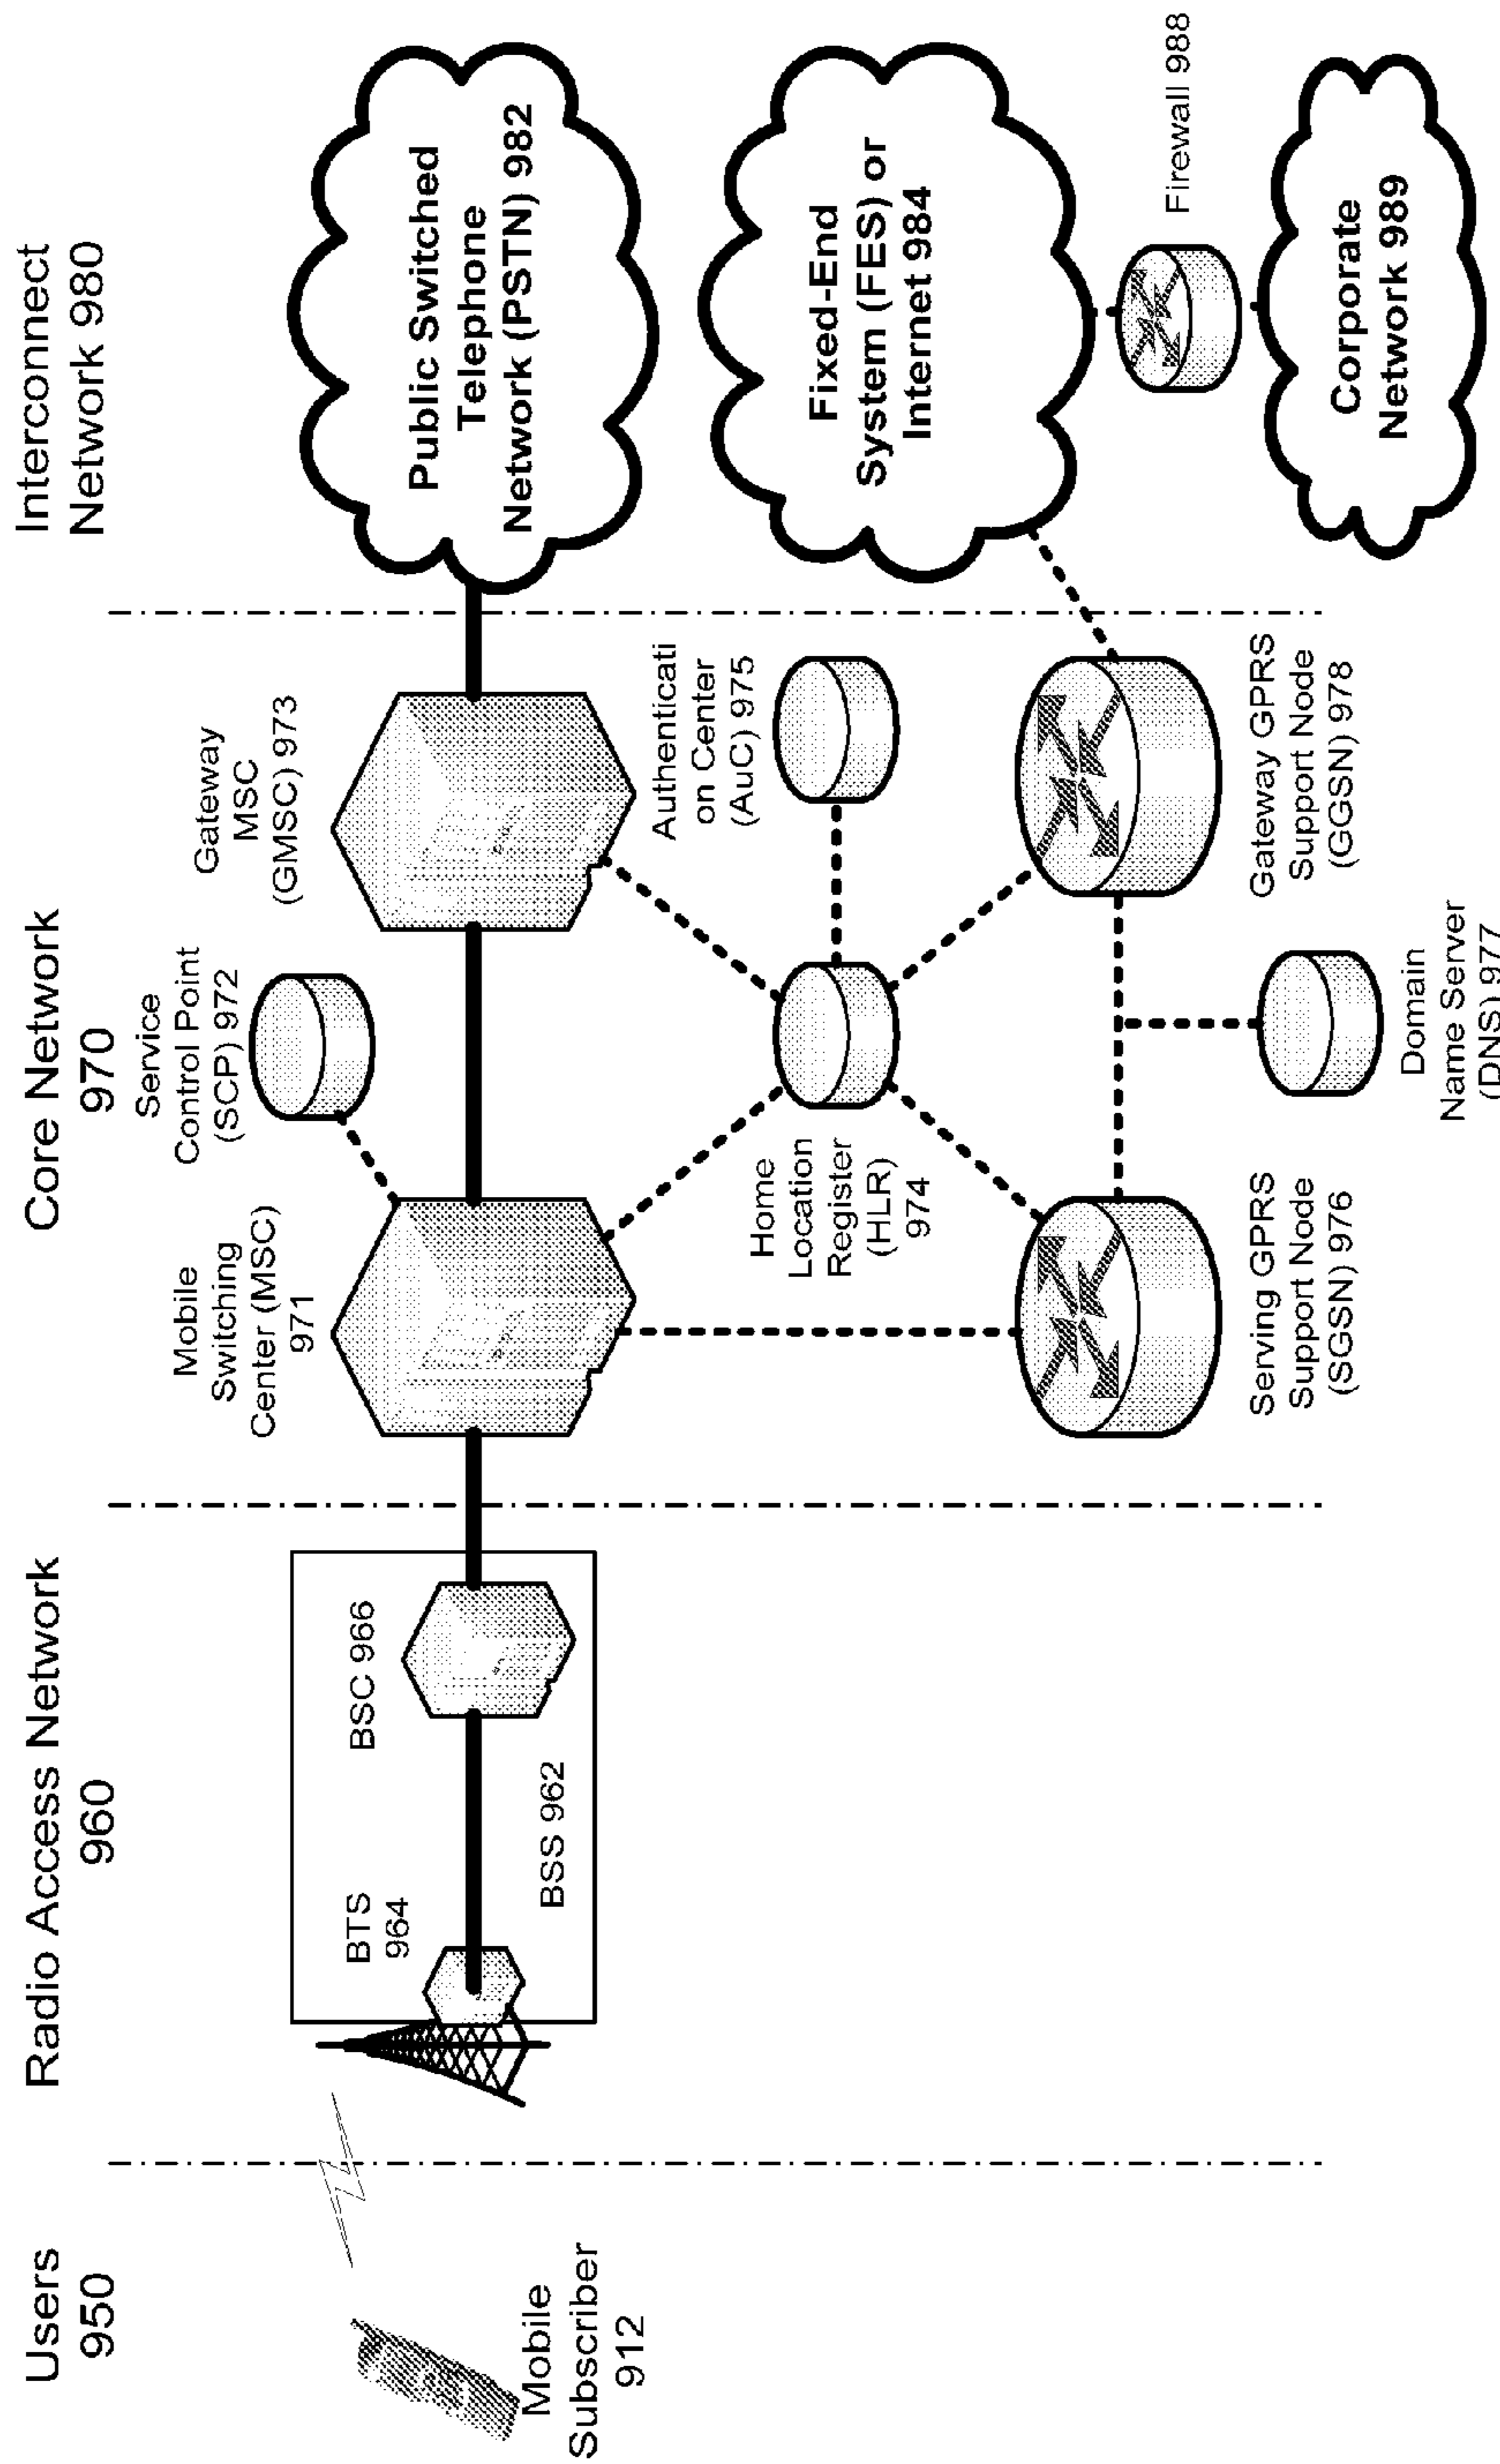 Users
950
Radio Access Network
960
Core Network
970
Interconnect
Network 980
Mobile
Subscriber
912
BTS
964
BSC 966
BSS 962
Mobile
Switching
Center (MSC)
971
Service
Control Point
(SCP) 972
Gateway
MSC
(GMSC) 973
Public Switched
Telephone
Network (PSTN) 982
Home
Location
Register
(HLR)
974
Authenticati
on Center
(AuC) 975
Fixed-End
System (FES) or
Internet 984
Serving GPRS
Support Node
(SGSN) 976
Gateway GPRS
Support Node
(GGSN) 978
Firewall 988
Domain
Name Server
(DNS) 977
Corporate
Network 989